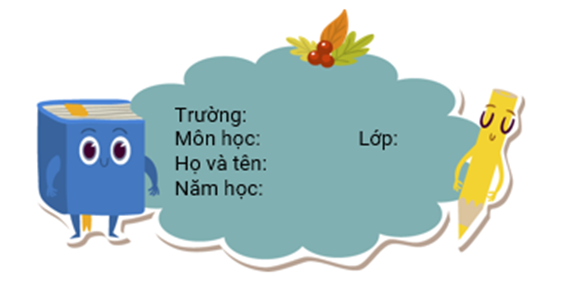 Trường:
Môn học: Lớp:
Họ và tên:
Năm học: